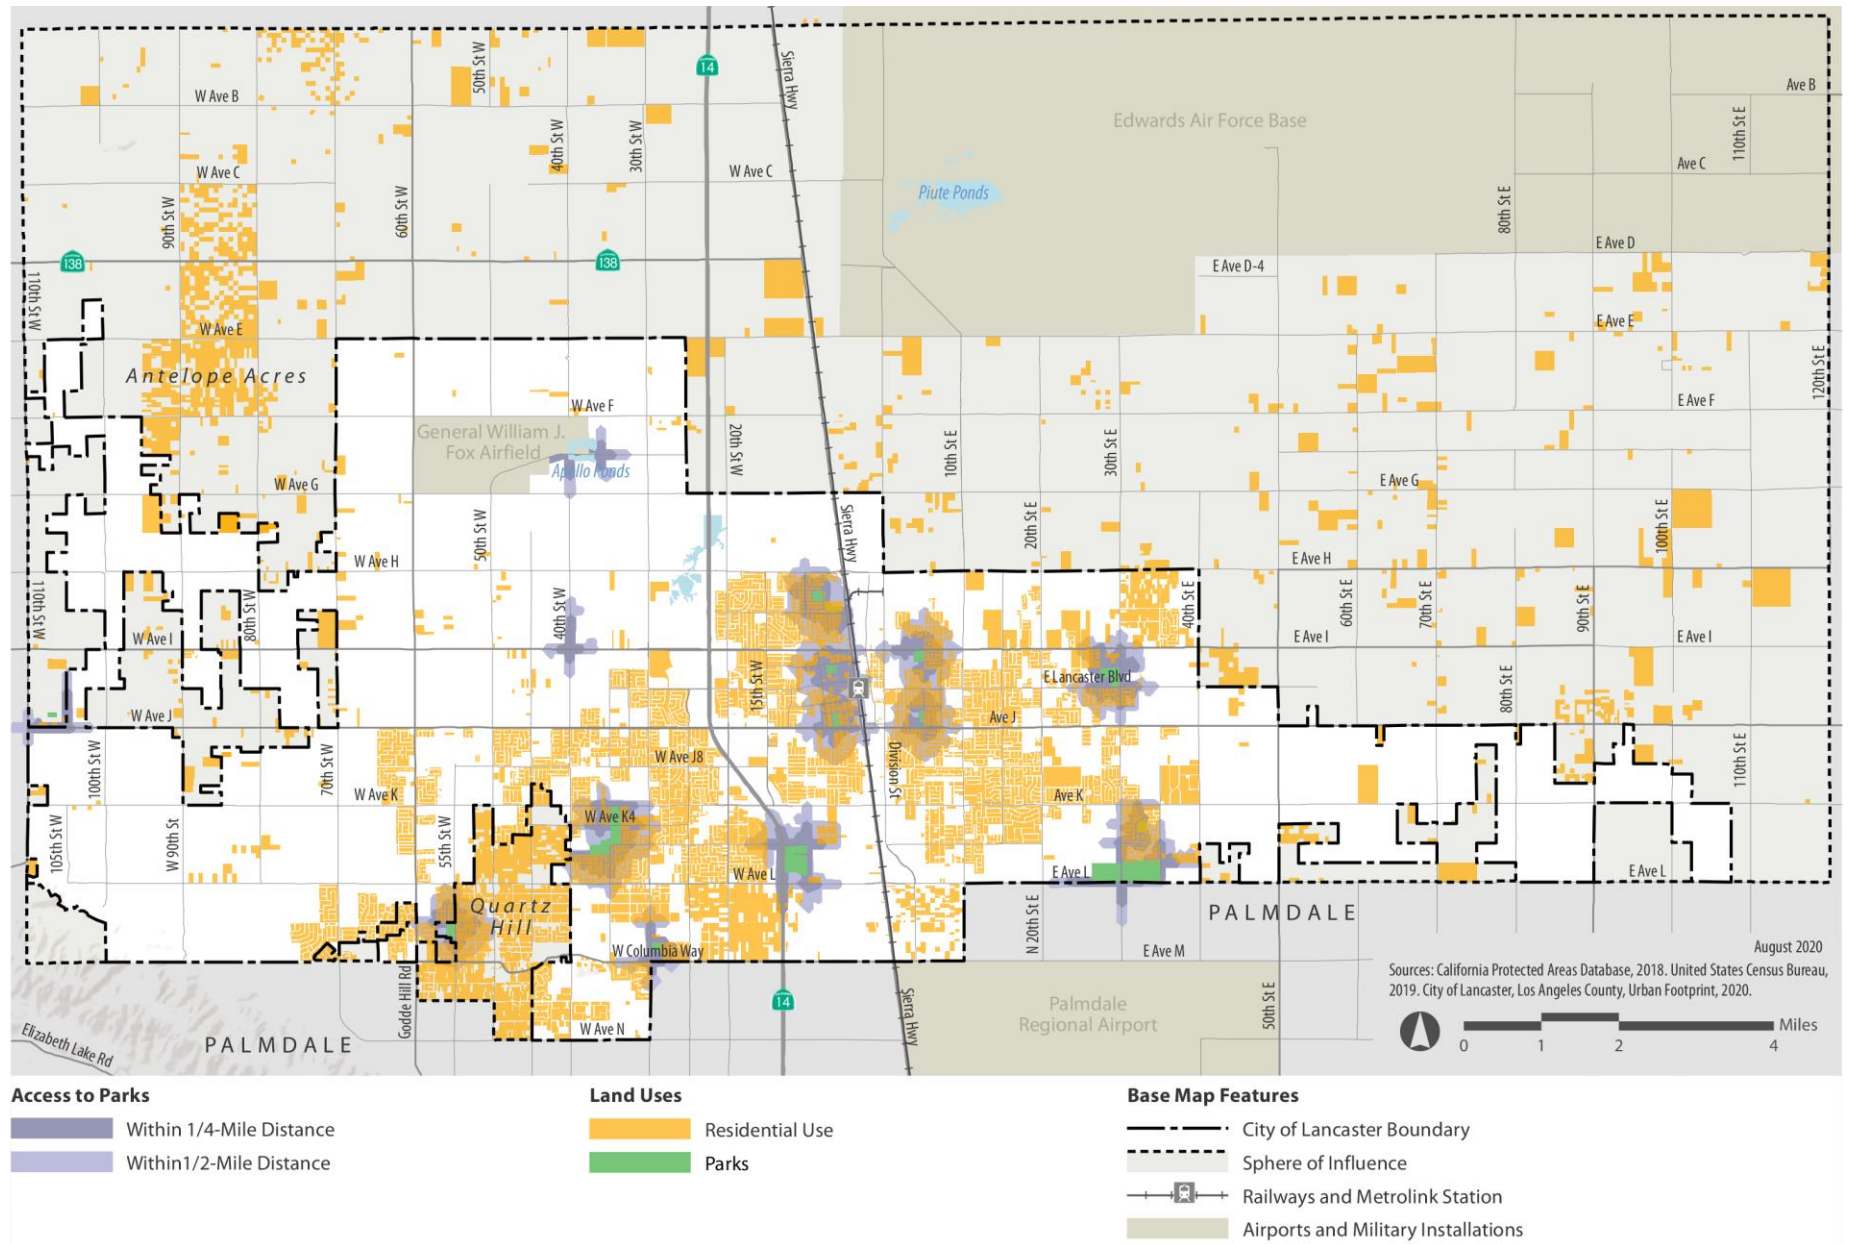 14
Sierra Hwy
50th St W
W Ave B
Ave B
Edwards Air Force Base
110th St E
40th St W
30th St W
W Ave C
W Ave C
Ave C
Piute Ponds
90th St W
60th St W
80th St E
E Ave D
138
138
E Ave D-4
110th St W
W Ave E
E Ave E
Antelope Acres
120th St E
W Ave F
E Ave F
General William J.
Fox Airfield
20th St W
10th St E
30th St E
Apollo Ponds
W Ave G
E Ave G
50th St W
Sierra Hwy
20th St E
100th St E
W Ave H
E Ave H
110th St W
80th St W
40th St W
40th St E
60th St E
70th St E
90th St E
W Ave I
E Ave I
E Ave I
E Lancaster Blvd
15th St W
80th St E
W Ave J
Ave J
W Ave J8
100th St W
70th St W
Division St
110th St E
W Ave K
Ave K
W Ave K4
105th St W
W 90th St
55th St W
W Ave L
E Ave L
E Ave L
Quartz
Hill
PALMDALE
N 20th St E
W Columbia Way
E Ave M
August 2020
Sources: California Protected Areas Database, 2018. United States Census Bureau,
2019. City of Lancaster, Los Angeles County, Urban Footprint, 2020.
Godde Hill Rd
14
Sierra Hwy
Palmdale
Regional Airport
50th St E
W Ave N
Elizabeth Lake Rd
PALMDALE
Miles
0 1 2 4
Access to Parks
Within 1/4-Mile Distance
Within1/2-Mile Distance
Land Uses
Residential Use
Parks
Base Map Features
City of Lancaster Boundary
Sphere of Influence
Railways and Metrolink Station
Airports and Military Installations